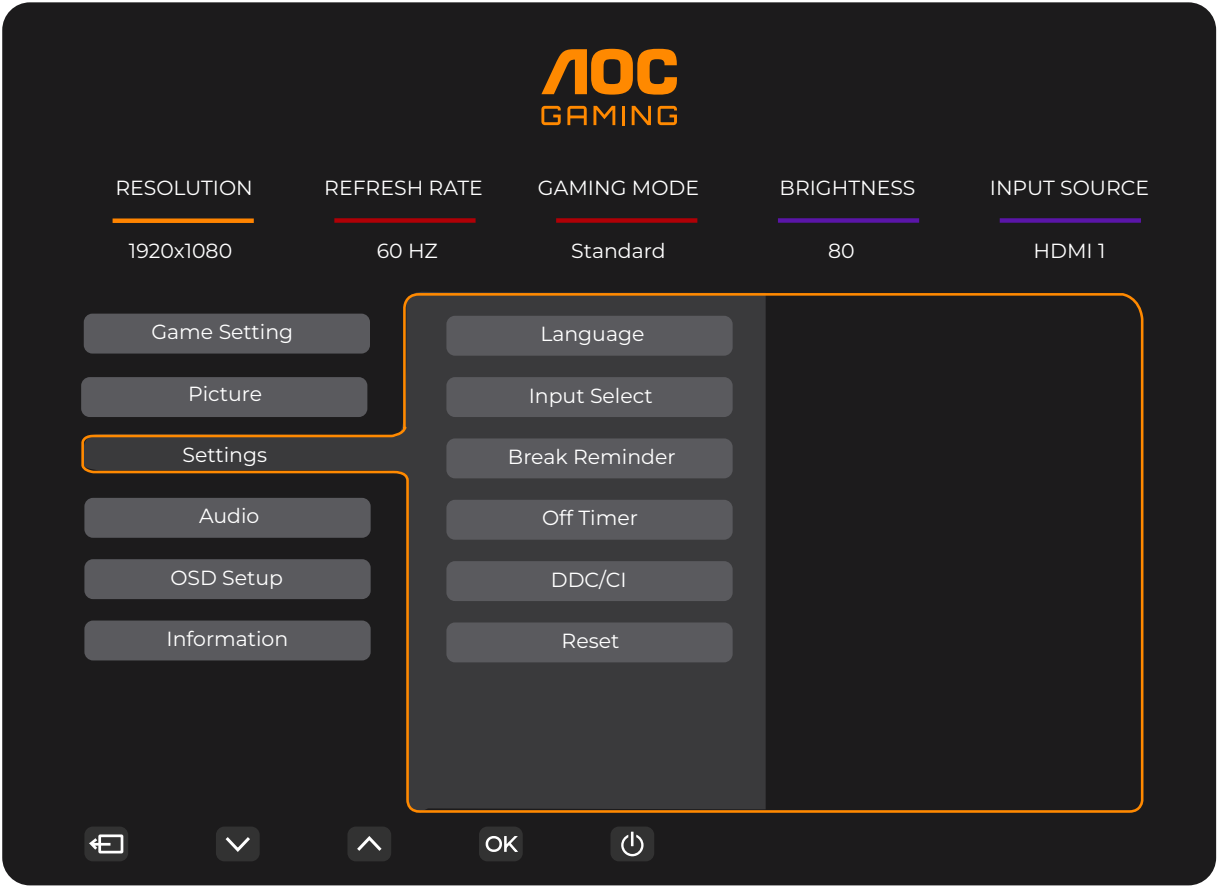 AOC
GAMING
RESOLUTION REFRESH RATE GAMING MODE BRIGHTNESS INPUT SOURCE
1920x1080 60 HZ Standard 80 HDMI 1
Game Setting
Picture
Settings
Audio
OSD Setup
Information
Language
Input Select
Break Reminder
Off Timer
DDC/CI
Reset
OK